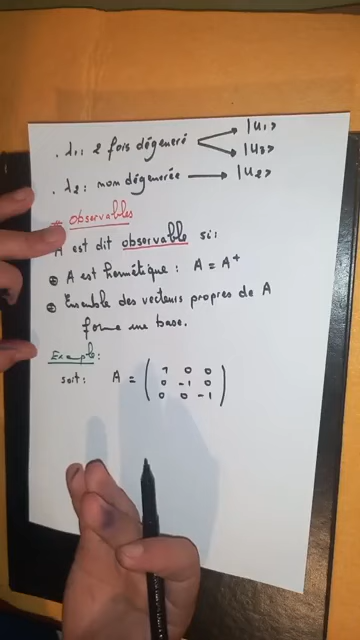 . λ₁ : 2 fois dégeneré → |u₁>
→ |u₃>
. λ₂ : non dégenerée → |u₂>
# Observables
A est dit observable si :
A est hermétique : A = A⁺
Ensemble des vecteurs propres de A
forme une base.
Exemple :
soit : A = ( 1 0 0
0 -1 0
0 0 -1 )